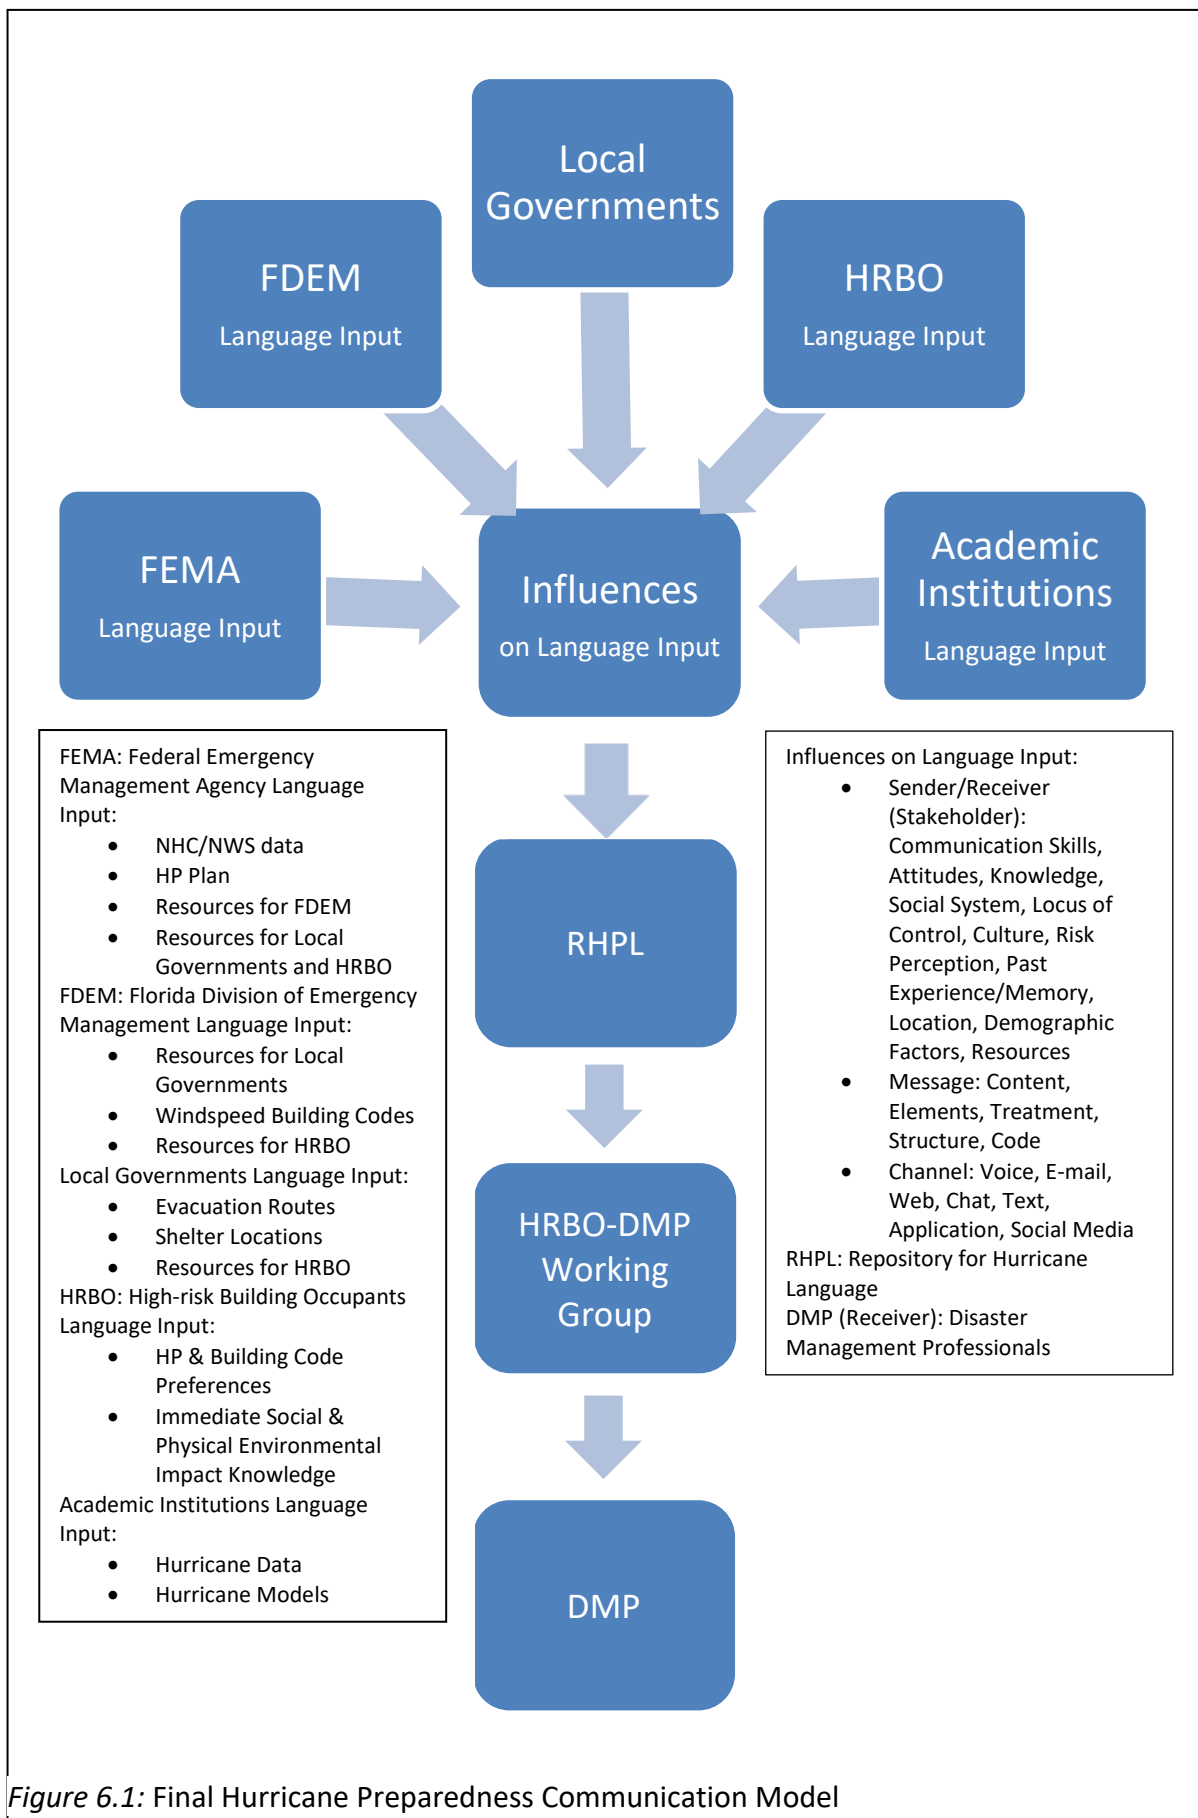 Local
Governments
FDEM
Language Input
HRBO
Language Input
FEMA
Language Input
Influences
on Language Input
Academic
Institutions
Language Input
RHPL
HRBO-DMP
Working
Group
DMP
FEMA: Federal Emergency
Management Agency Language
Input:
• NHC/NWS data
• HP Plan
• Resources for FDEM
• Resources for Local
Governments and HRBO
FDEM: Florida Division of Emergency
Management Language Input:
• Resources for Local
Governments
• Windspeed Building Codes
• Resources for HRBO
Local Governments Language Input:
• Evacuation Routes
• Shelter Locations
• Resources for HRBO
HRBO: High-risk Building Occupants
Language Input:
• HP & Building Code
Preferences
• Immediate Social &
Physical Environmental
Impact Knowledge
Academic Institutions Language
Input:
• Hurricane Data
• Hurricane Models
Influences on Language Input:
• Sender/Receiver
(Stakeholder):
Communication Skills,
Attitudes, Knowledge,
Social System, Locus of
Control, Culture, Risk
Perception, Past
Experience/Memory,
Location, Demographic
Factors, Resources
• Message: Content,
Elements, Treatment,
Structure, Code
• Channel: Voice, E-mail,
Web, Chat, Text,
Application, Social Media
RHPL: Repository for Hurricane
Language
DMP (Receiver): Disaster
Management Professionals
Figure 6.1: Final Hurricane Preparedness Communication Model